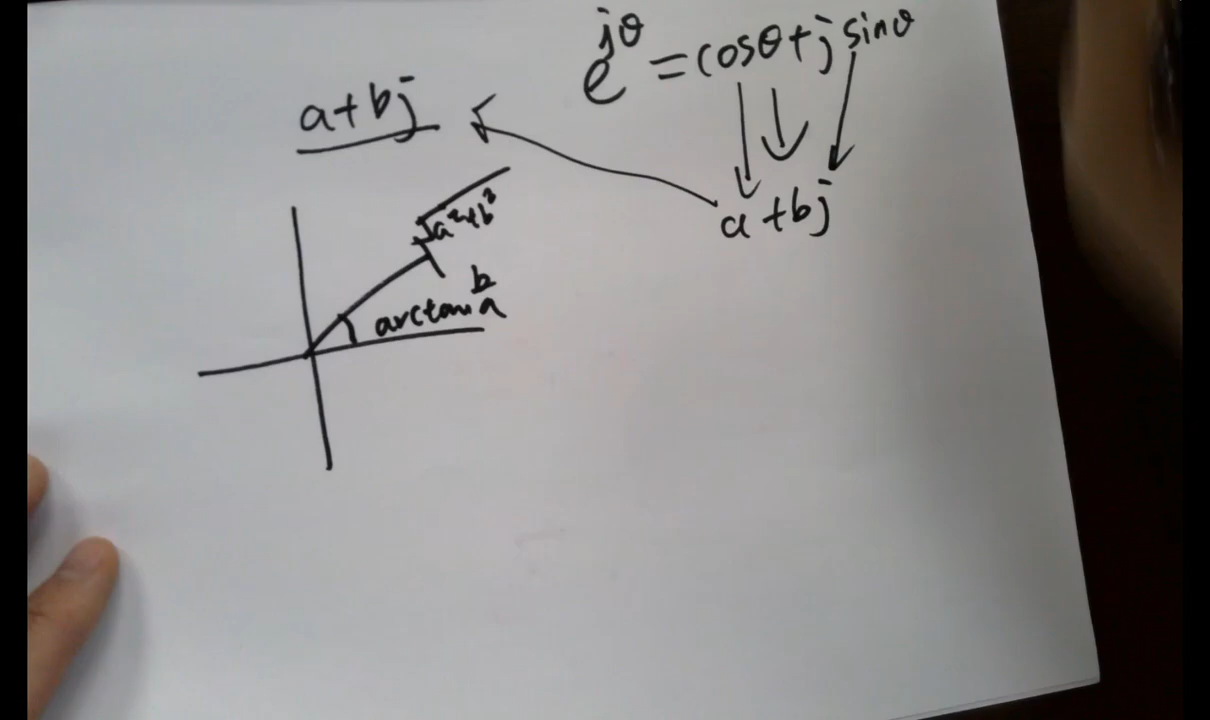 e^{jθ} = cosθ + j sinθ
a+bj
a+bj
√a²+b²
arctan b/a